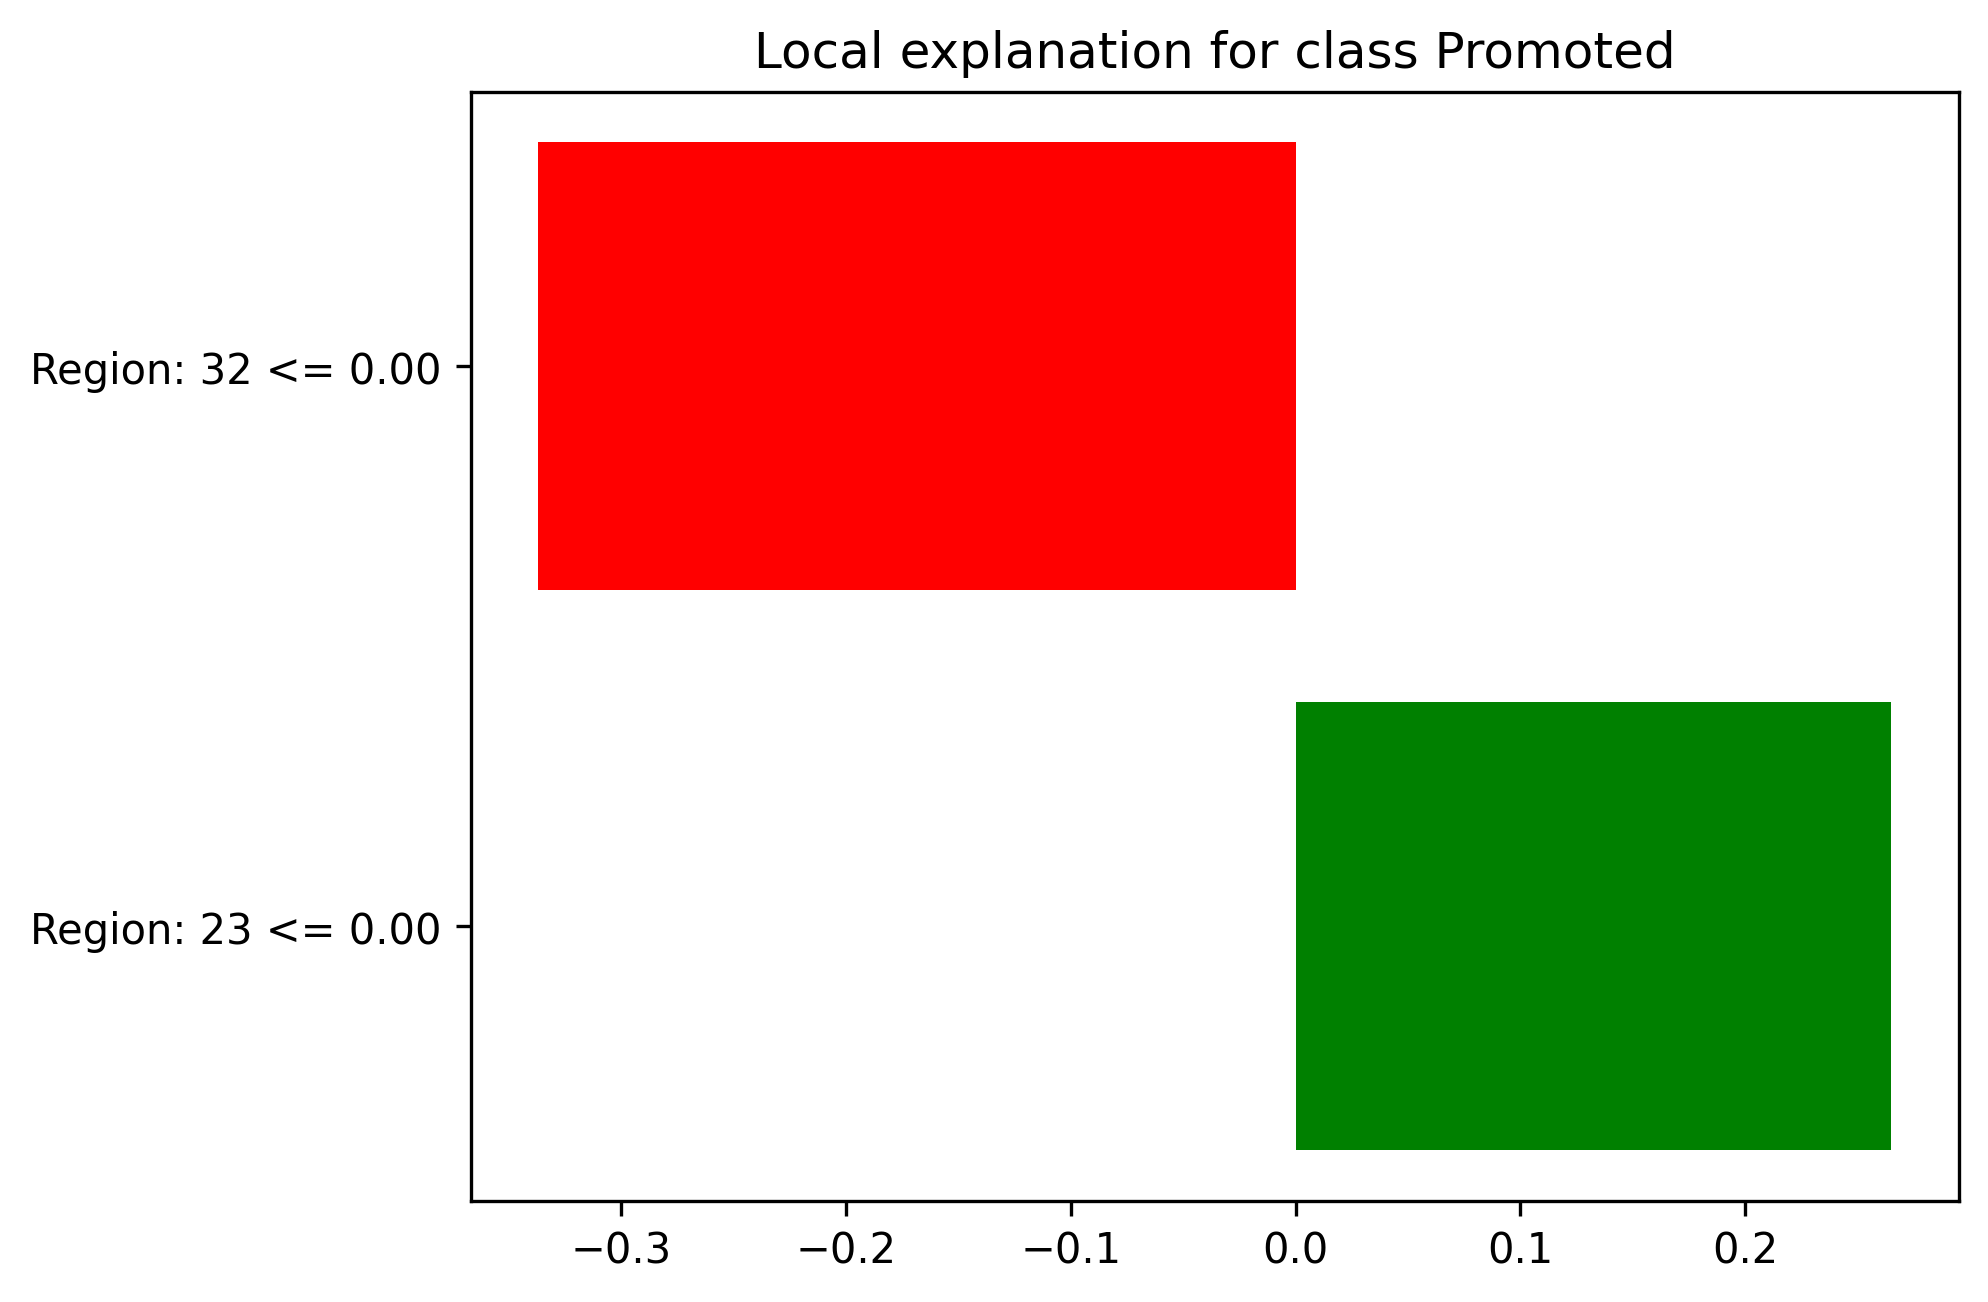 Local explanation for class Promoted
Region: 32 <= 0.00
Region: 23 <= 0.00
−0.3 −0.2 −0.1 0.0 0.1 0.2